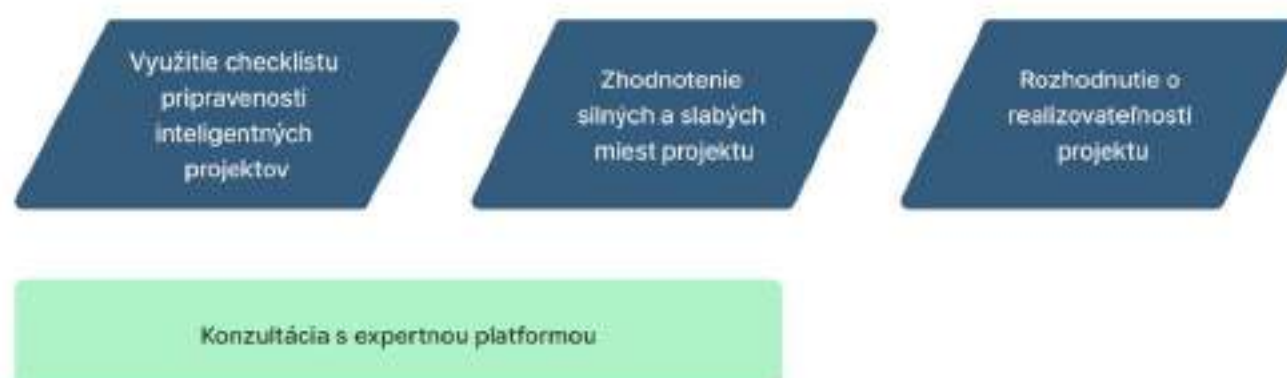 Využitie checklistu
pripravenosti
inteligentných
projektov
Zhodnotenie
silných a slabých
miest projektu
Rozhodnutie o
realizovateľnosti
projektu
Konzultácia s expertnou platformou